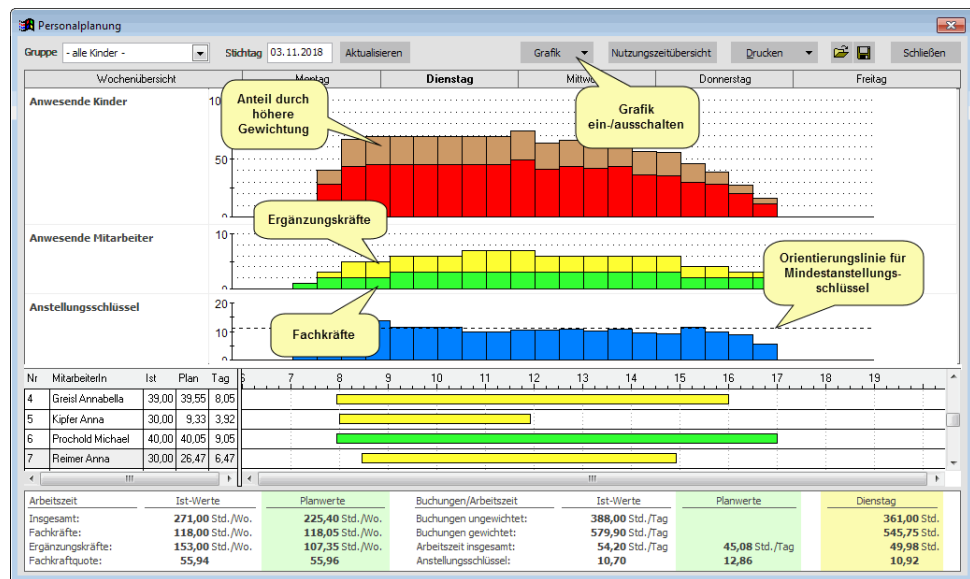 Personalplanung
Gruppe - alle Kinder - Stichtag 03.11.2018 Aktualisieren Grafik Nutzungszeitübersicht Drucken Schließen
Wochenübersicht Montag Dienstag Donnerstag Freitag
Anwesende Kinder
50
0
Anteil durch
höhere
Gewichtung
Grafik
ein-/ausschalten
Ergänzungskräfte
Anwesende Mitarbeiter
10
0
Orientierungslinie für
Mindestanstellungs-
schlüssel
Anstellungsschlüssel
20
10
0
Fachkräfte
Nr MitarbeiterIn Ist Plan Tag 6 7 8 9 10 11 12 13 14 15 16 17 18 19
4 Greisl Annabella 39,00 39,55 8,05
5 Kipfer Anna 30,00 9,33 3,92
6 Prochold Michael 40,00 40,05 9,05
7 Reimer Anna 30,00 26,47 6,47
Arbeitszeit Ist-Werte Planwerte Buchungen/Arbeitszeit Ist-Werte Planwerte Dienstag
Insgesamt: 271,00 Std./Wo. 225,40 Std./Wo. Buchungen ungewichtet: 388,00 Std./Tag 361,00 Std.
Fachkräfte: 118,00 Std./Wo. 118,05 Std./Wo. Buchungen gewichtet: 579,90 Std./Tag 545,75 Std.
Ergänzungskräfte: 153,00 Std./Wo. 107,35 Std./Wo. Arbeitszeit insgesamt: 54,20 Std./Tag 45,08 Std./Tag 49,98 Std.
Fachkraftquote: 55,94 55,96 Anstellungsschlüssel: 10,70 12,86 10,92